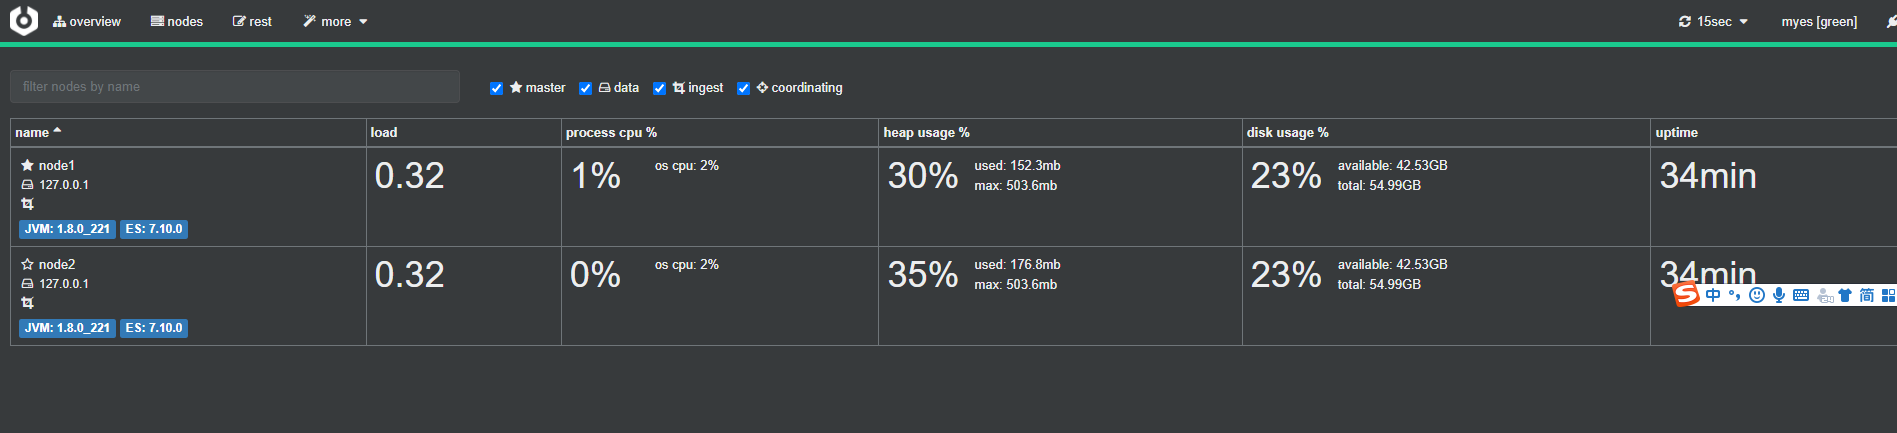 overview nodes rest more 15sec myes [green]
filter nodes by name master data ingest coordinating
name load process cpu % heap usage % disk usage % uptime
node1 0.32 1% os cpu: 2% 30% used: 152.3mb 23% available: 42.53GB 34min
127.0.0.1 max: 503.6mb total: 54.99GB
JVM: 1.8.0_221 ES: 7.10.0
node2 0.32 0% os cpu: 2% 35% used: 176.8mb 23% available: 42.53GB 34min
127.0.0.1 max: 503.6mb total: 54.99GB
S 中 简
JVM: 1.8.0_221 ES: 7.10.0